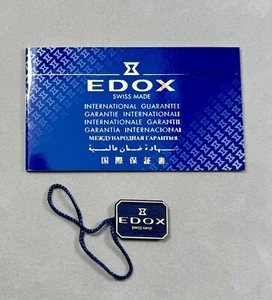 EDOX
SWISS MADE
INTERNATIONAL GUARANTEE
GARANTIE INTERNATIONALE
INTERNATIONALE GARANTIE
GARANTÍA INTERNACIONAL
МЕЖДУНАРОДНАЯ ГАРАНТИЯ
شهادة ضمان عالمية
国際保証書
EDOX
SWISS MADE